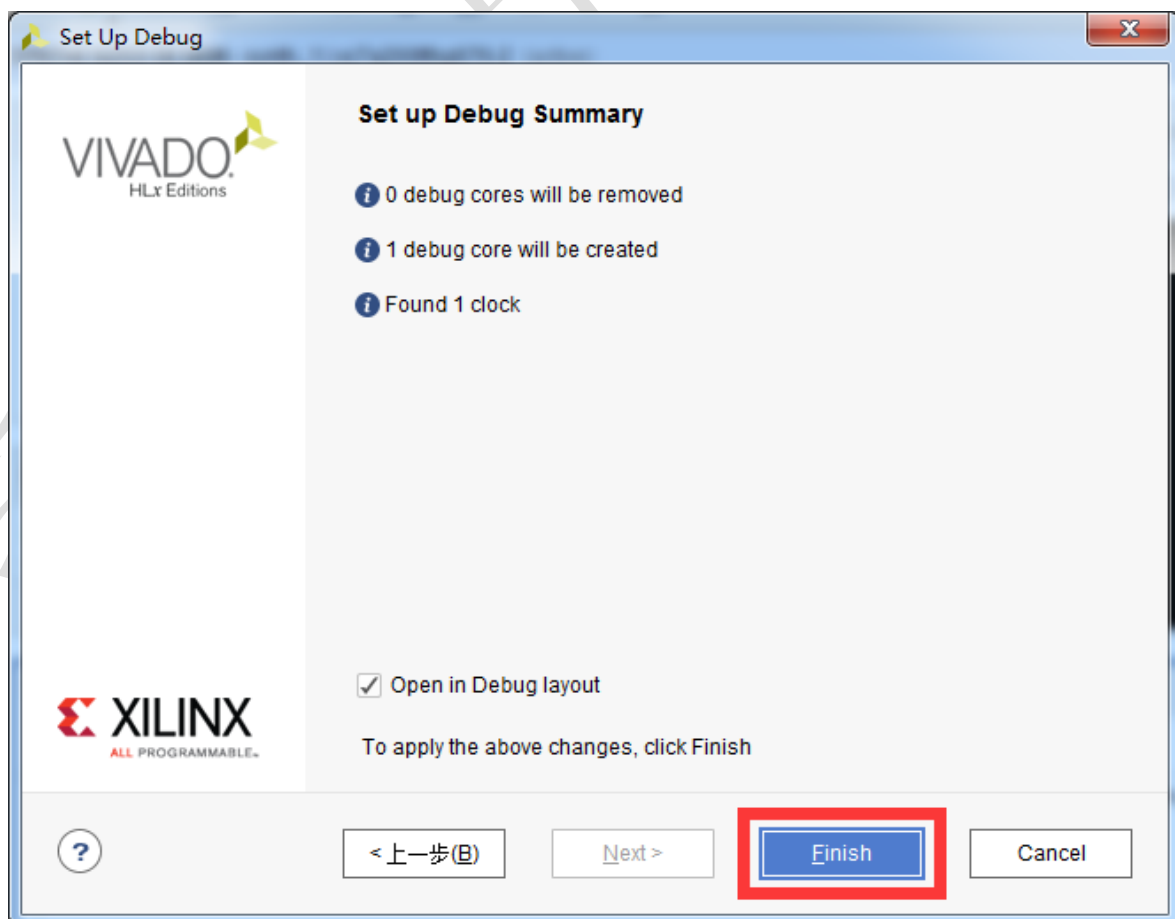 Set Up Debug
VIVADO.
HLx Editions
Set up Debug Summary
0 debug cores will be removed
1 debug core will be created
Found 1 clock
Open in Debug layout
XILINX
ALL PROGRAMMABLE™
To apply the above changes, click Finish
? <上一步(B) Next > Finish Cancel